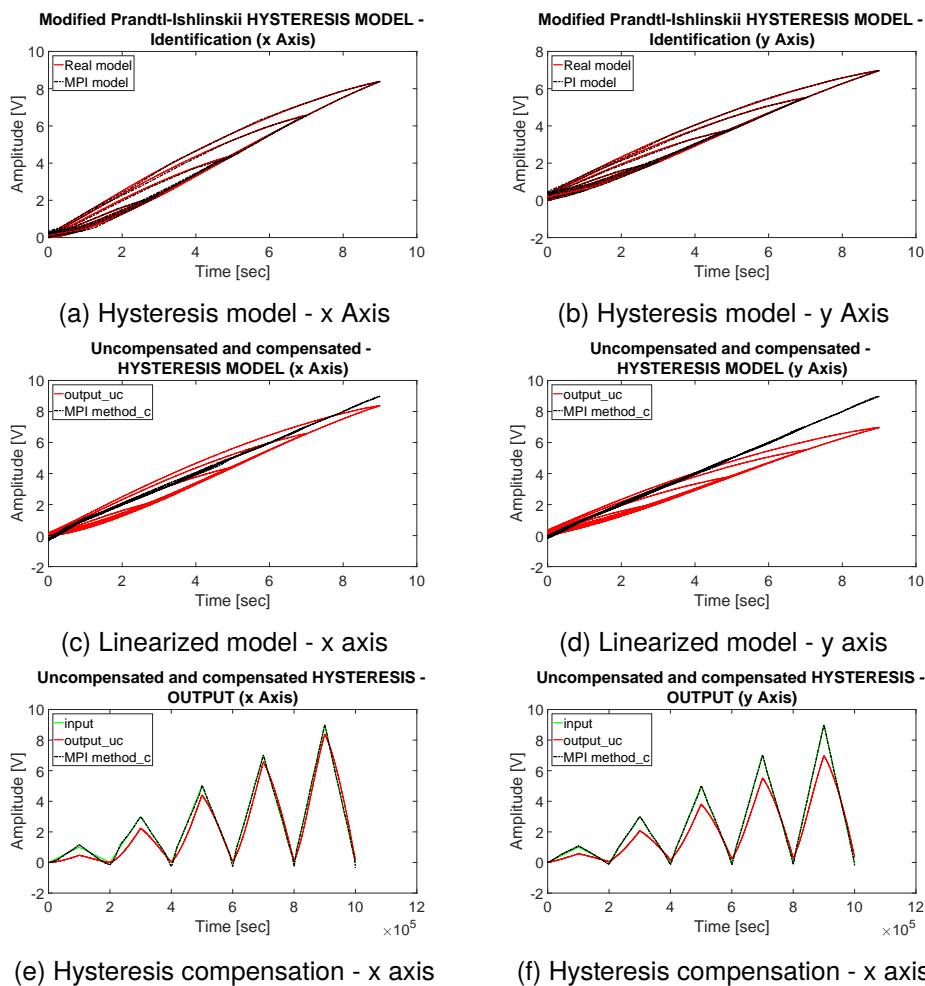 Modified Prandtl-Ishlinskii HYSTERESIS MODEL -
Identification (x Axis)
10
8
6
4
2
0
Amplitude [V]
Real model
MPI model
0 2 4 6 8 10
Time [sec]
(a) Hysteresis model - x Axis
Modified Prandtl-Ishlinskii HYSTERESIS MODEL -
Identification (y Axis)
8
6
4
2
0
-2
Amplitude [V]
Real model
PI model
0 2 4 6 8 10
Time [sec]
(b) Hysteresis model - y Axis
Uncompensated and compensated -
HYSTERESIS MODEL (x Axis)
10
8
6
4
2
0
-2
Amplitude [V]
output_uc
MPI method_c
0 2 4 6 8 10
Time [sec]
(c) Linearized model - x axis
Uncompensated and compensated -
HYSTERESIS MODEL (y Axis)
10
8
6
4
2
0
-2
Amplitude [V]
output_uc
MPI method_c
0 2 4 6 8 10
Time [sec]
(d) Linearized model - y axis
Uncompensated and compensated HYSTERESIS -
OUTPUT (x Axis)
10
8
6
4
2
0
-2
Amplitude [V]
input
output_uc
MPI method_c
0 2 4 6 8 10 12
Time [sec]
×10⁵
(e) Hysteresis compensation - x axis
Uncompensated and compensated HYSTERESIS -
OUTPUT (y Axis)
10
8
6
4
2
0
-2
Amplitude [V]
input
output_uc
MPI method_c
0 2 4 6 8 10 12
Time [sec]
×10⁵
(f) Hysteresis compensation - x axis